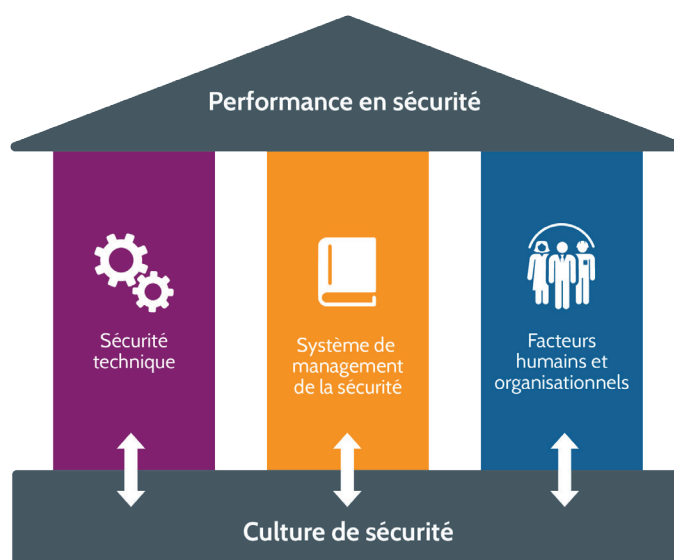 Performance en sécurité
Sécurité
technique
Système de
management
de la sécurité
Facteurs
humains et
organisationnels
Culture de sécurité